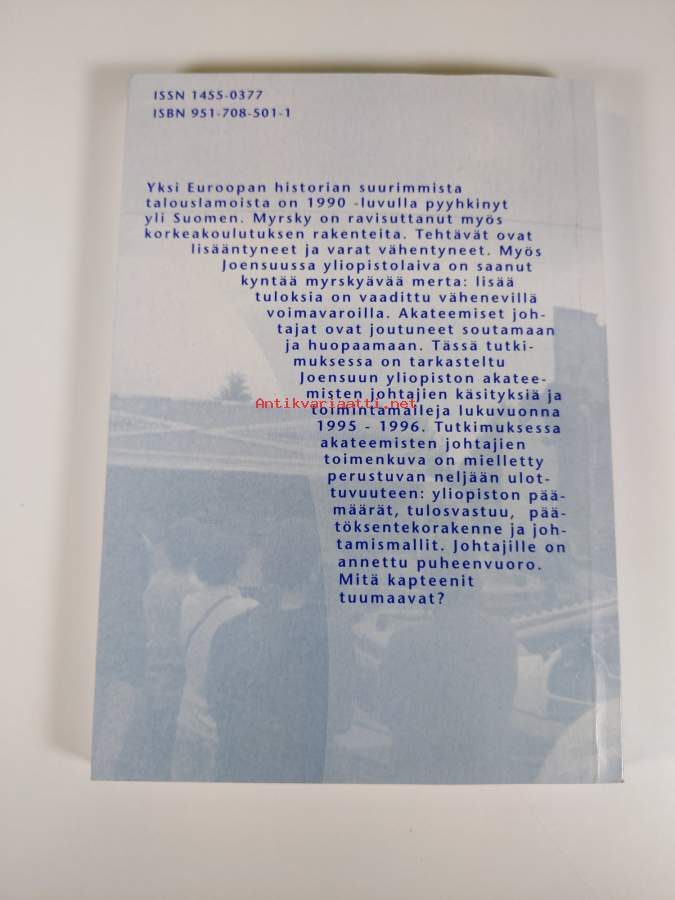 ISSN 1455-0377
ISBN 951-708-501-1
Yksi Euroopan historian suurimmista
talouslamoista on 1990 -luvulla pyyhkinyt
yli Suomen. Myrsky on ravisuttanut myös
korkeakoulutuksen rakenteita. Tehtävät ovat
lisääntyneet ja varat vähentyneet. Myös
Joensuussa yliopistolaiva on saanut
kyntää myrskyävää merta: lisää
tuloksia on vaadittu vähenevillä
voimavaroilla. Akateemiset joh-
tajat ovat joutuneet soutamaan
ja huopaamaan. Tässä tutki-
muksessa on tarkasteltu
Joensuun yliopiston akatee-
misten johtajien käsityksiä ja
Antikvariaatti.net
toimintamalleja lukuvuonna
1995 - 1996. Tutkimuksessa
akateemisten johtajien
toimenkuva on mielletty
perustuvan neljään ulot-
tuvuuteen: yliopiston pää-
määrät, tulosvastuu, pää-
töksentekorakenne ja joh-
tamismallit. Johtajille on
annettu puheenvuoro.
Mitä kapteenit
tuumaavat?